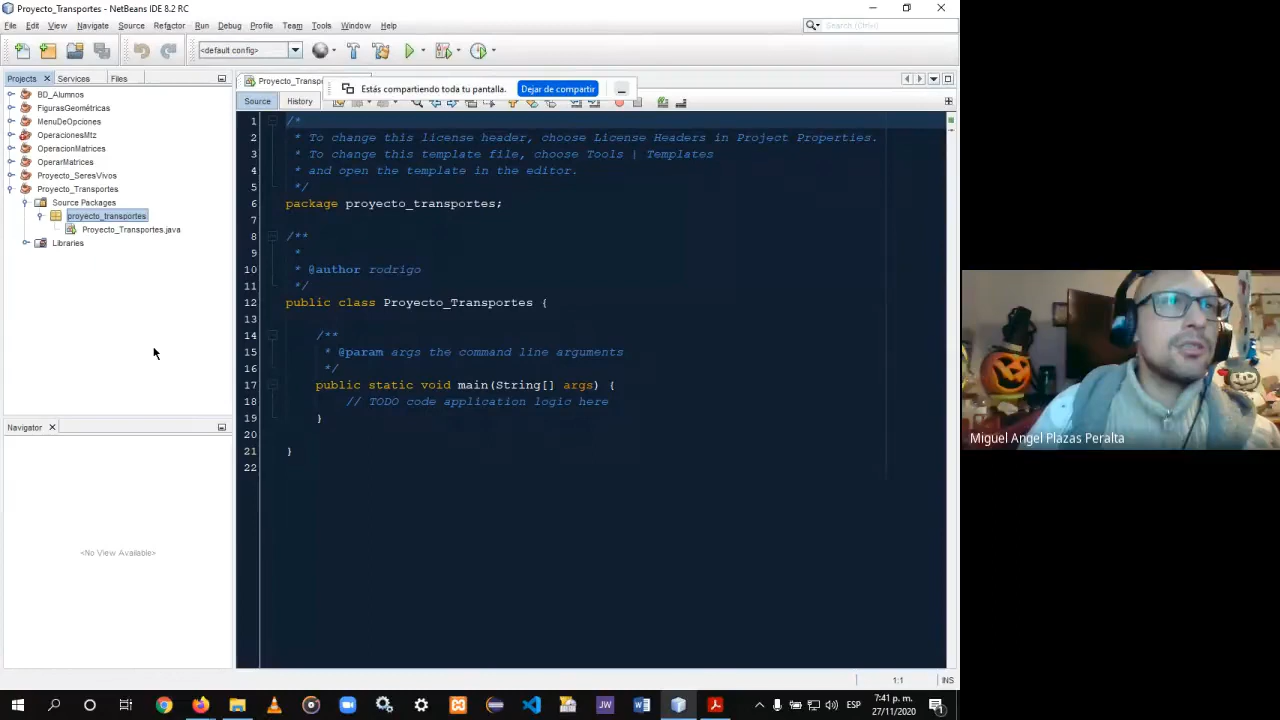 Proyecto_Transportes - NetBeans IDE 8.2 RC
File Edit View Navigate Source Refactor Run Debug Profile Team Tools Window Help
Search (Ctrl+I)
<default config>
Projects Services Files
Proyecto_Transp
Estás compartiendo toda tu pantalla. Dejar de compartir
Source History
BD_Alumnos
FigurasGeométricas
MenuDeOpciones
OperacionesMtz
OperacionMatrices
OperarMatrices
Proyecto_SeresVivos
Proyecto_Transportes
Source Packages
proyecto_transportes
Proyecto_Transportes.java
Libraries
Navigator
<No View Available>
1 /*
2 * To change this license header, choose License Headers in Project Properties.
3 * To change this template file, choose Tools | Templates
4 * and open the template in the editor.
5 */
6 package proyecto_transportes;
7
8 /**
9 *
10 * @author rodrigo
11 */
12 public class Proyecto_Transportes {
13
14 /**
15 * @param args the command line arguments
16 */
17 public static void main(String[] args) {
18 // TODO code application logic here
19 }
20
21 }
22
1:1 INS
Miguel Angel Plazas Peralta
JW
W
ESP
7:41 p. m.
27/11/2020
1